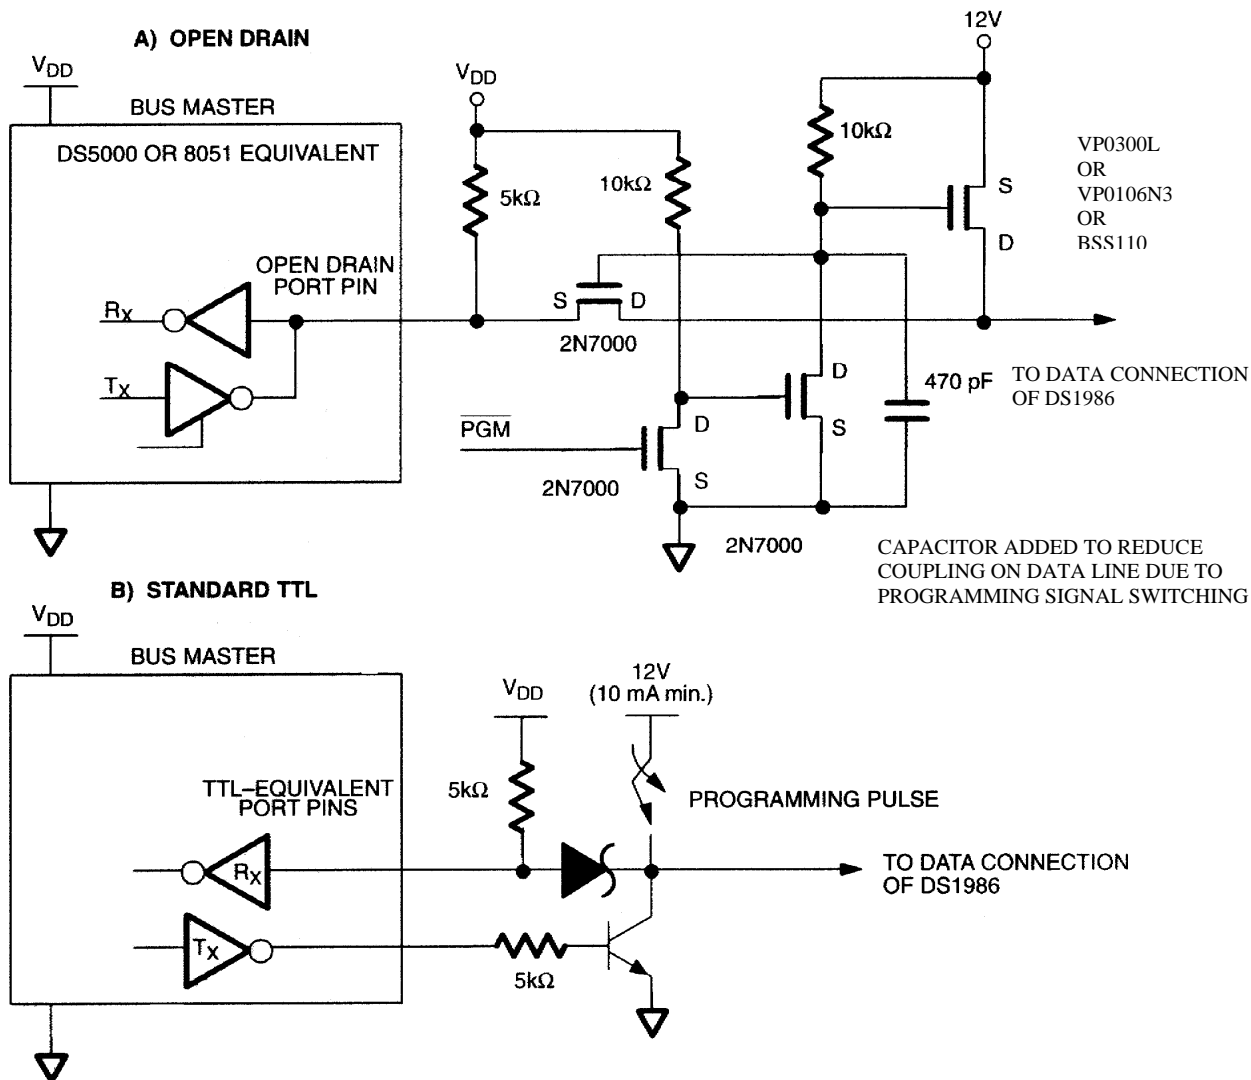 A) OPEN DRAIN
VDD
BUS MASTER
DS5000 OR 8051 EQUIVALENT
OPEN DRAIN
PORT PIN
RX
TX
VDD
5kΩ
10kΩ
S
D
2N7000
PGM
D
S
2N7000
12V
10kΩ
S
D
VP0300L
OR
VP0106N3
OR
BSS110
D
S
2N7000
470 pF
TO DATA CONNECTION
OF DS1986
CAPACITOR ADDED TO REDUCE
COUPLING ON DATA LINE DUE TO
PROGRAMMING SIGNAL SWITCHING
B) STANDARD TTL
VDD
BUS MASTER
TTL–EQUIVALENT
PORT PINS
RX
TX
VDD
5kΩ
5kΩ
12V
(10 mA min.)
PROGRAMMING PULSE
TO DATA CONNECTION
OF DS1986